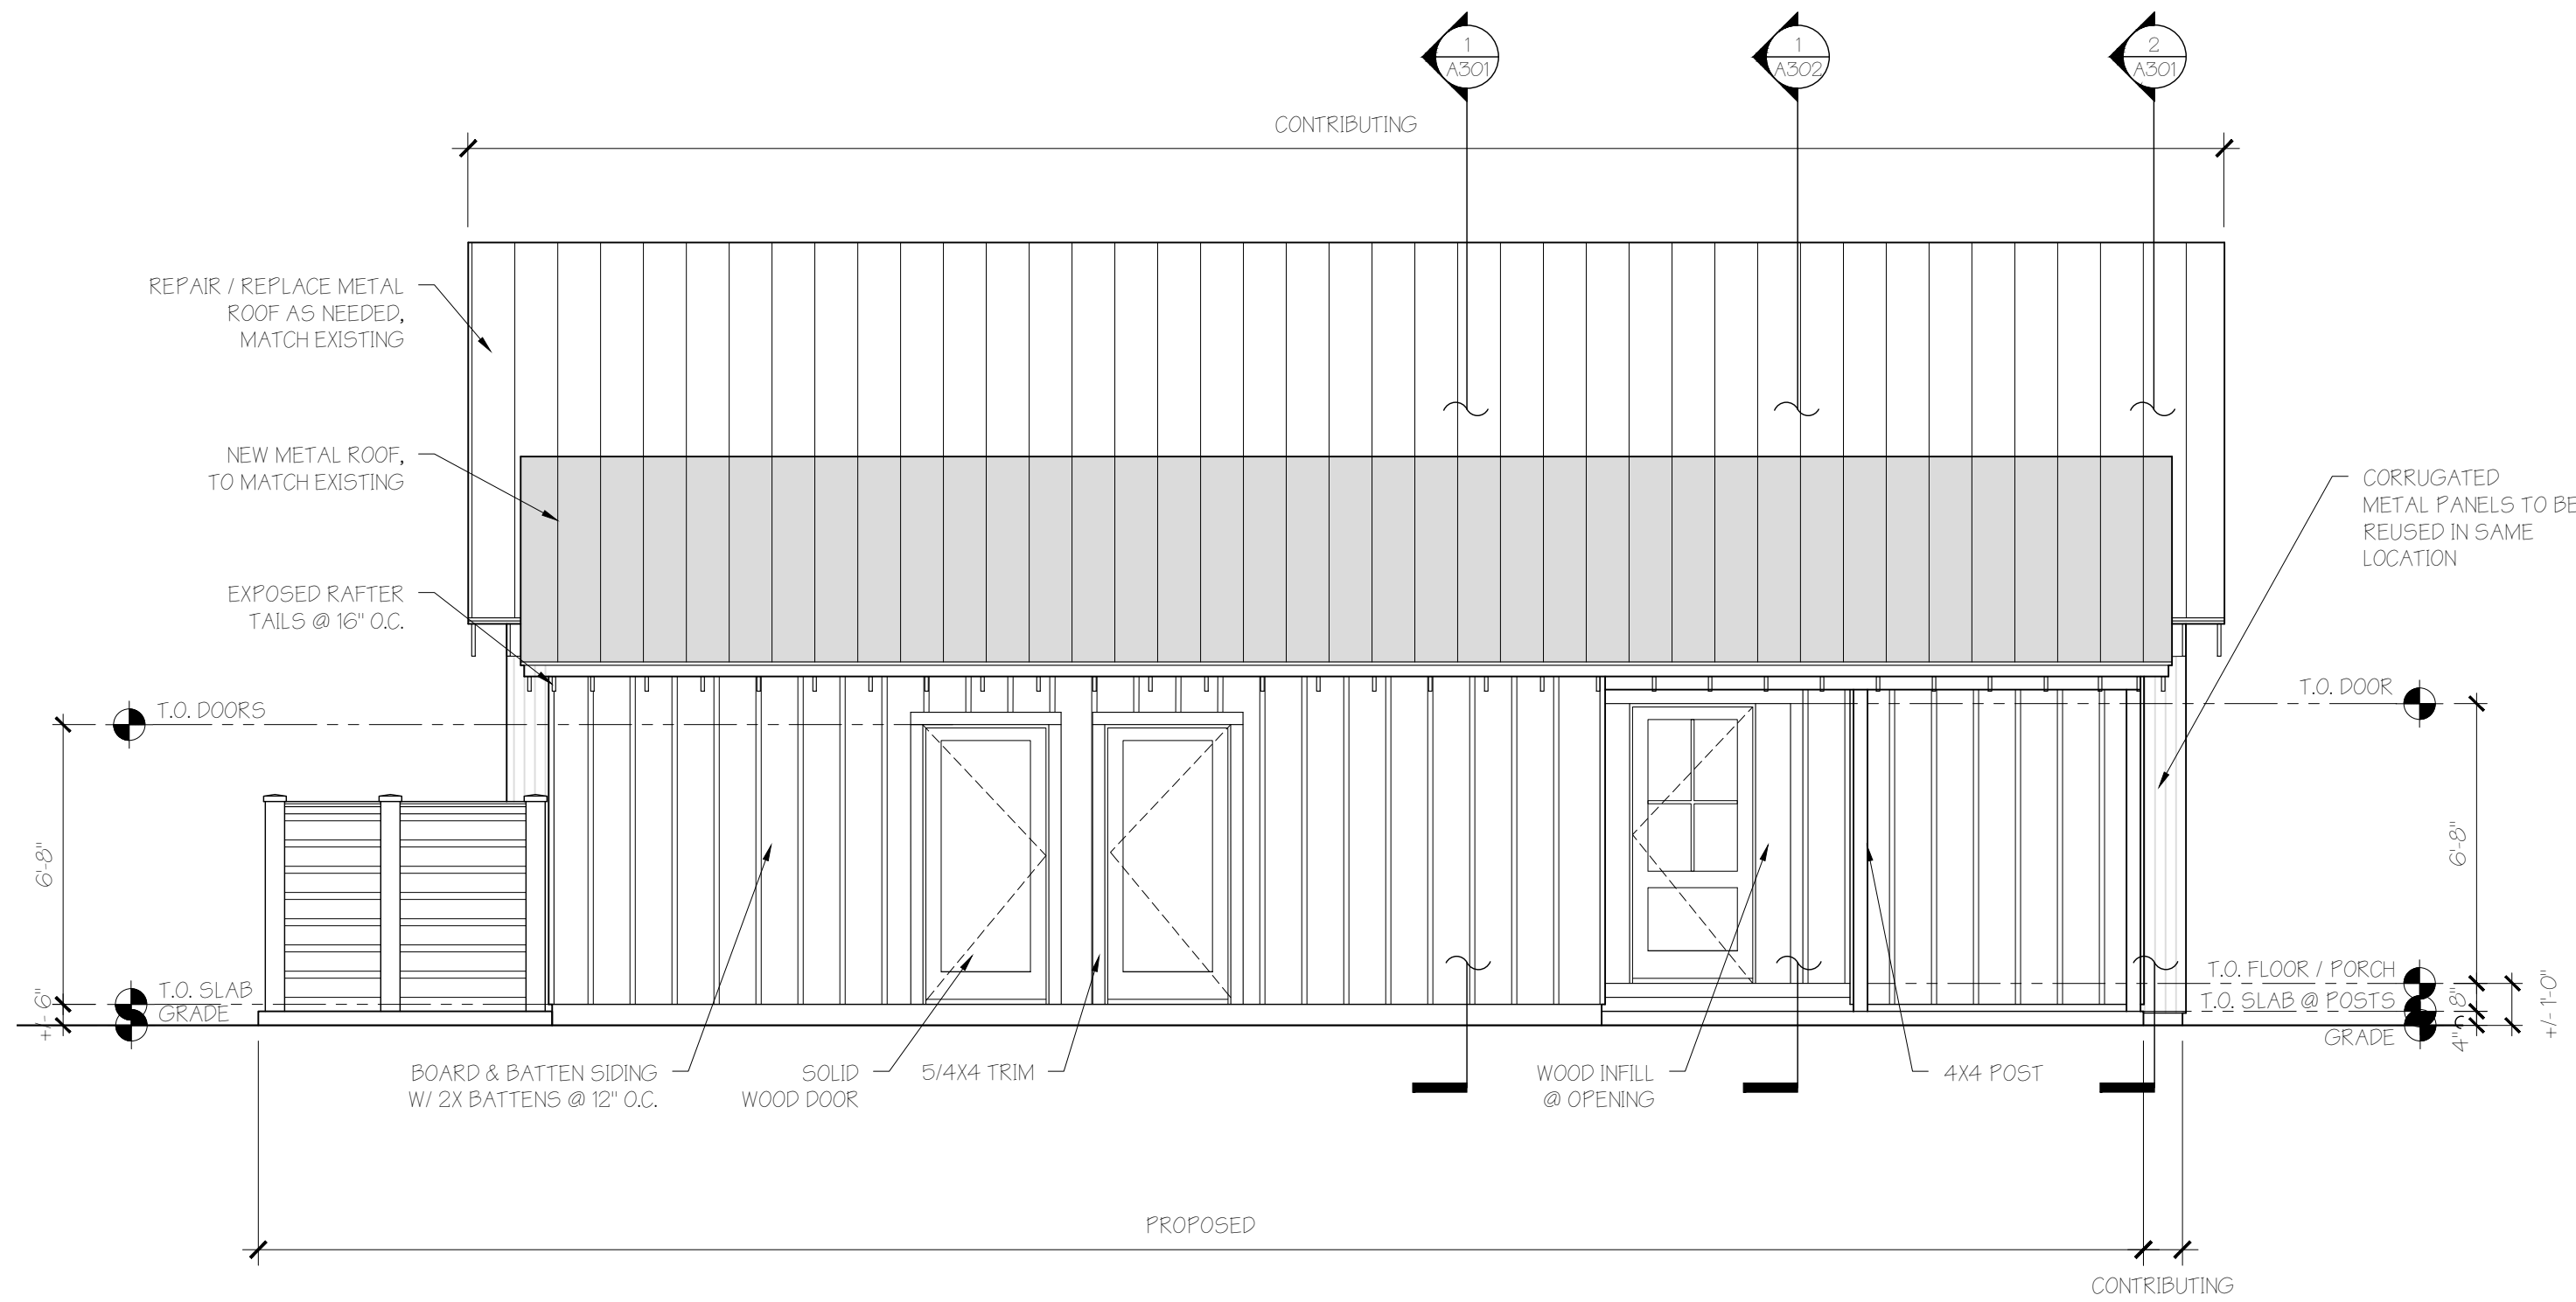 1
A301
1
A302
2
A301
CONTRIBUTING
REPAIR / REPLACE METAL
ROOF AS NEEDED,
MATCH EXISTING
NEW METAL ROOF,
TO MATCH EXISTING
EXPOSED RAFTER
TAILS @ 16" O.C.
CORRUGATED
METAL PANELS TO BE
REUSED IN SAME
LOCATION
T.O. DOORS
T.O. DOOR
6'-8"
6'-8"
T.O. SLAB
GRADE
+/- 6"
T.O. FLOOR / PORCH
T.O. SLAB @ POSTS
GRADE
8"
4"
+/- 1'-0"
BOARD & BATTEN SIDING
W/ 2X BATTENS @ 12" O.C.
SOLID
WOOD DOOR
5/4X4 TRIM
WOOD INFILL
@ OPENING
4X4 POST
PROPOSED
CONTRIBUTING